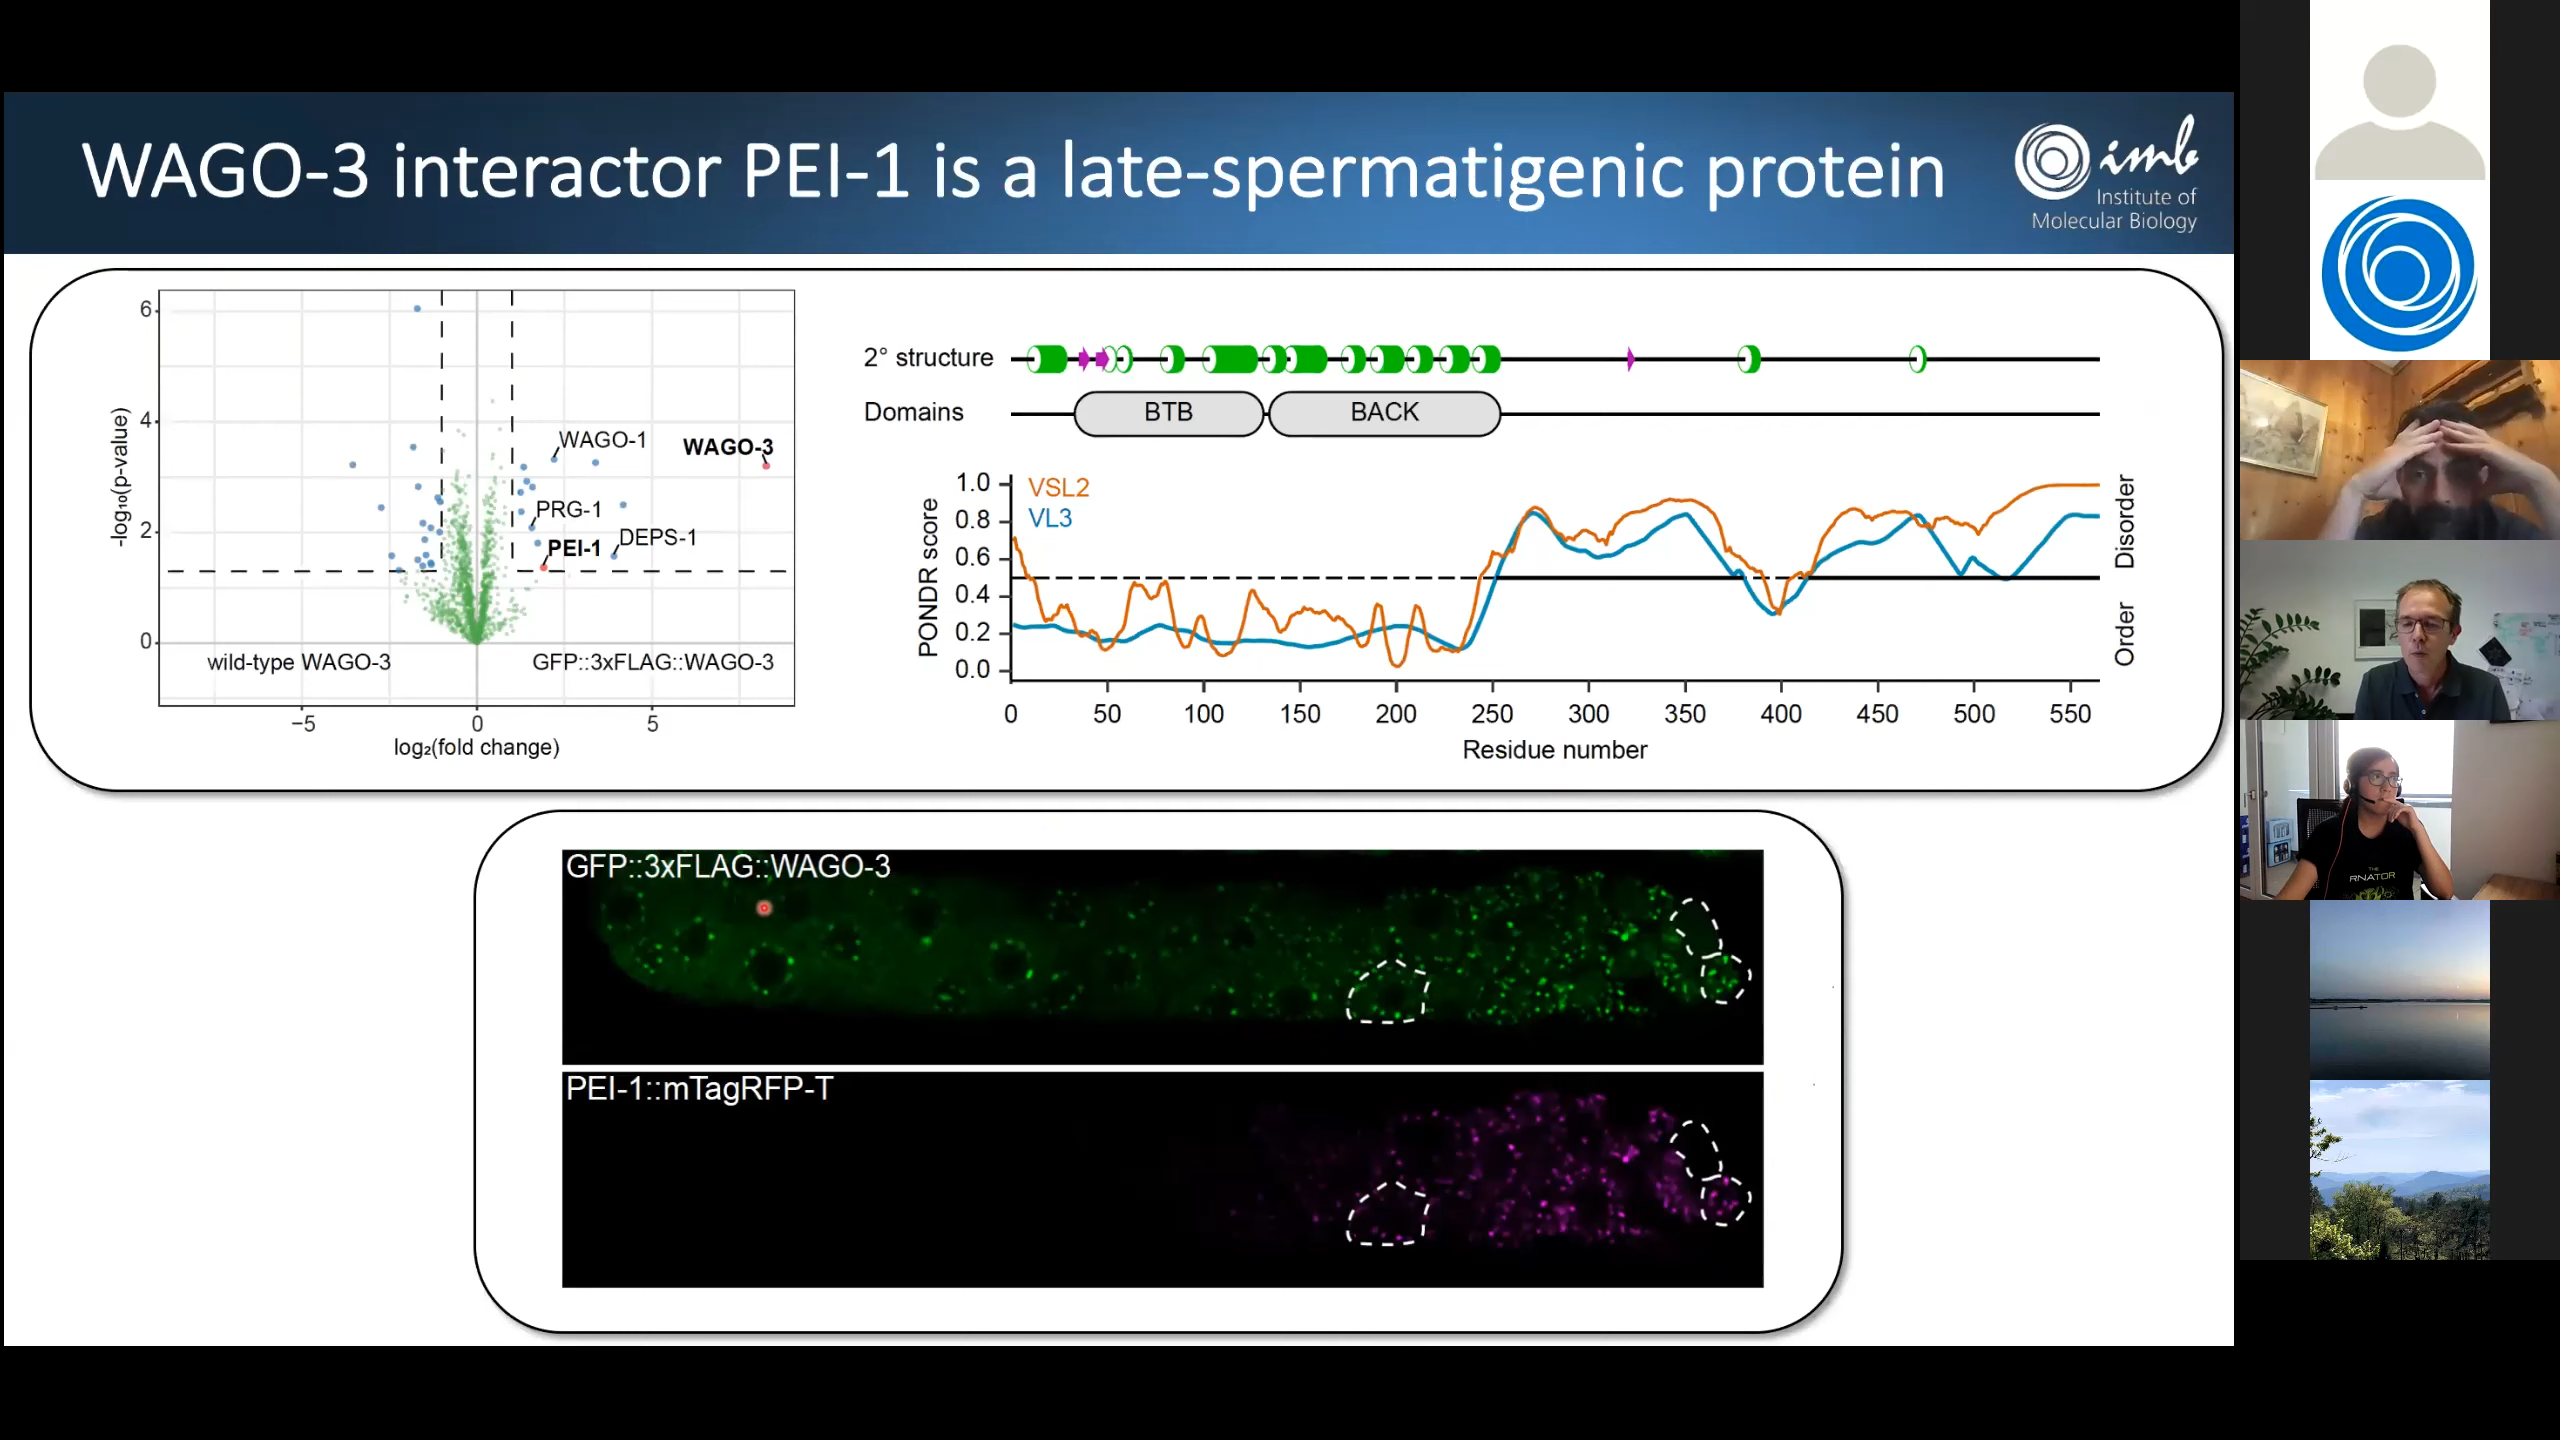 WAGO-3 interactor PEI-1 is a late-spermatigenic protein
imb
Institute of
Molecular Biology
6
4
2
0
-log₁₀(p-value)
WAGO-1
WAGO-3
PRG-1
PEI-1
DEPS-1
wild-type WAGO-3
GFP::3xFLAG::WAGO-3
−5
0
5
log₂(fold change)
2° structure
Domains
BTB
BACK
PONDR score
1.0
0.8
0.6
0.4
0.2
0.0
VSL2
VL3
Disorder
Order
0
50
100
150
200
250
300
350
400
450
500
550
Residue number
GFP::3xFLAG::WAGO-3
PEI-1::mTagRFP-T
THE
RNATOR